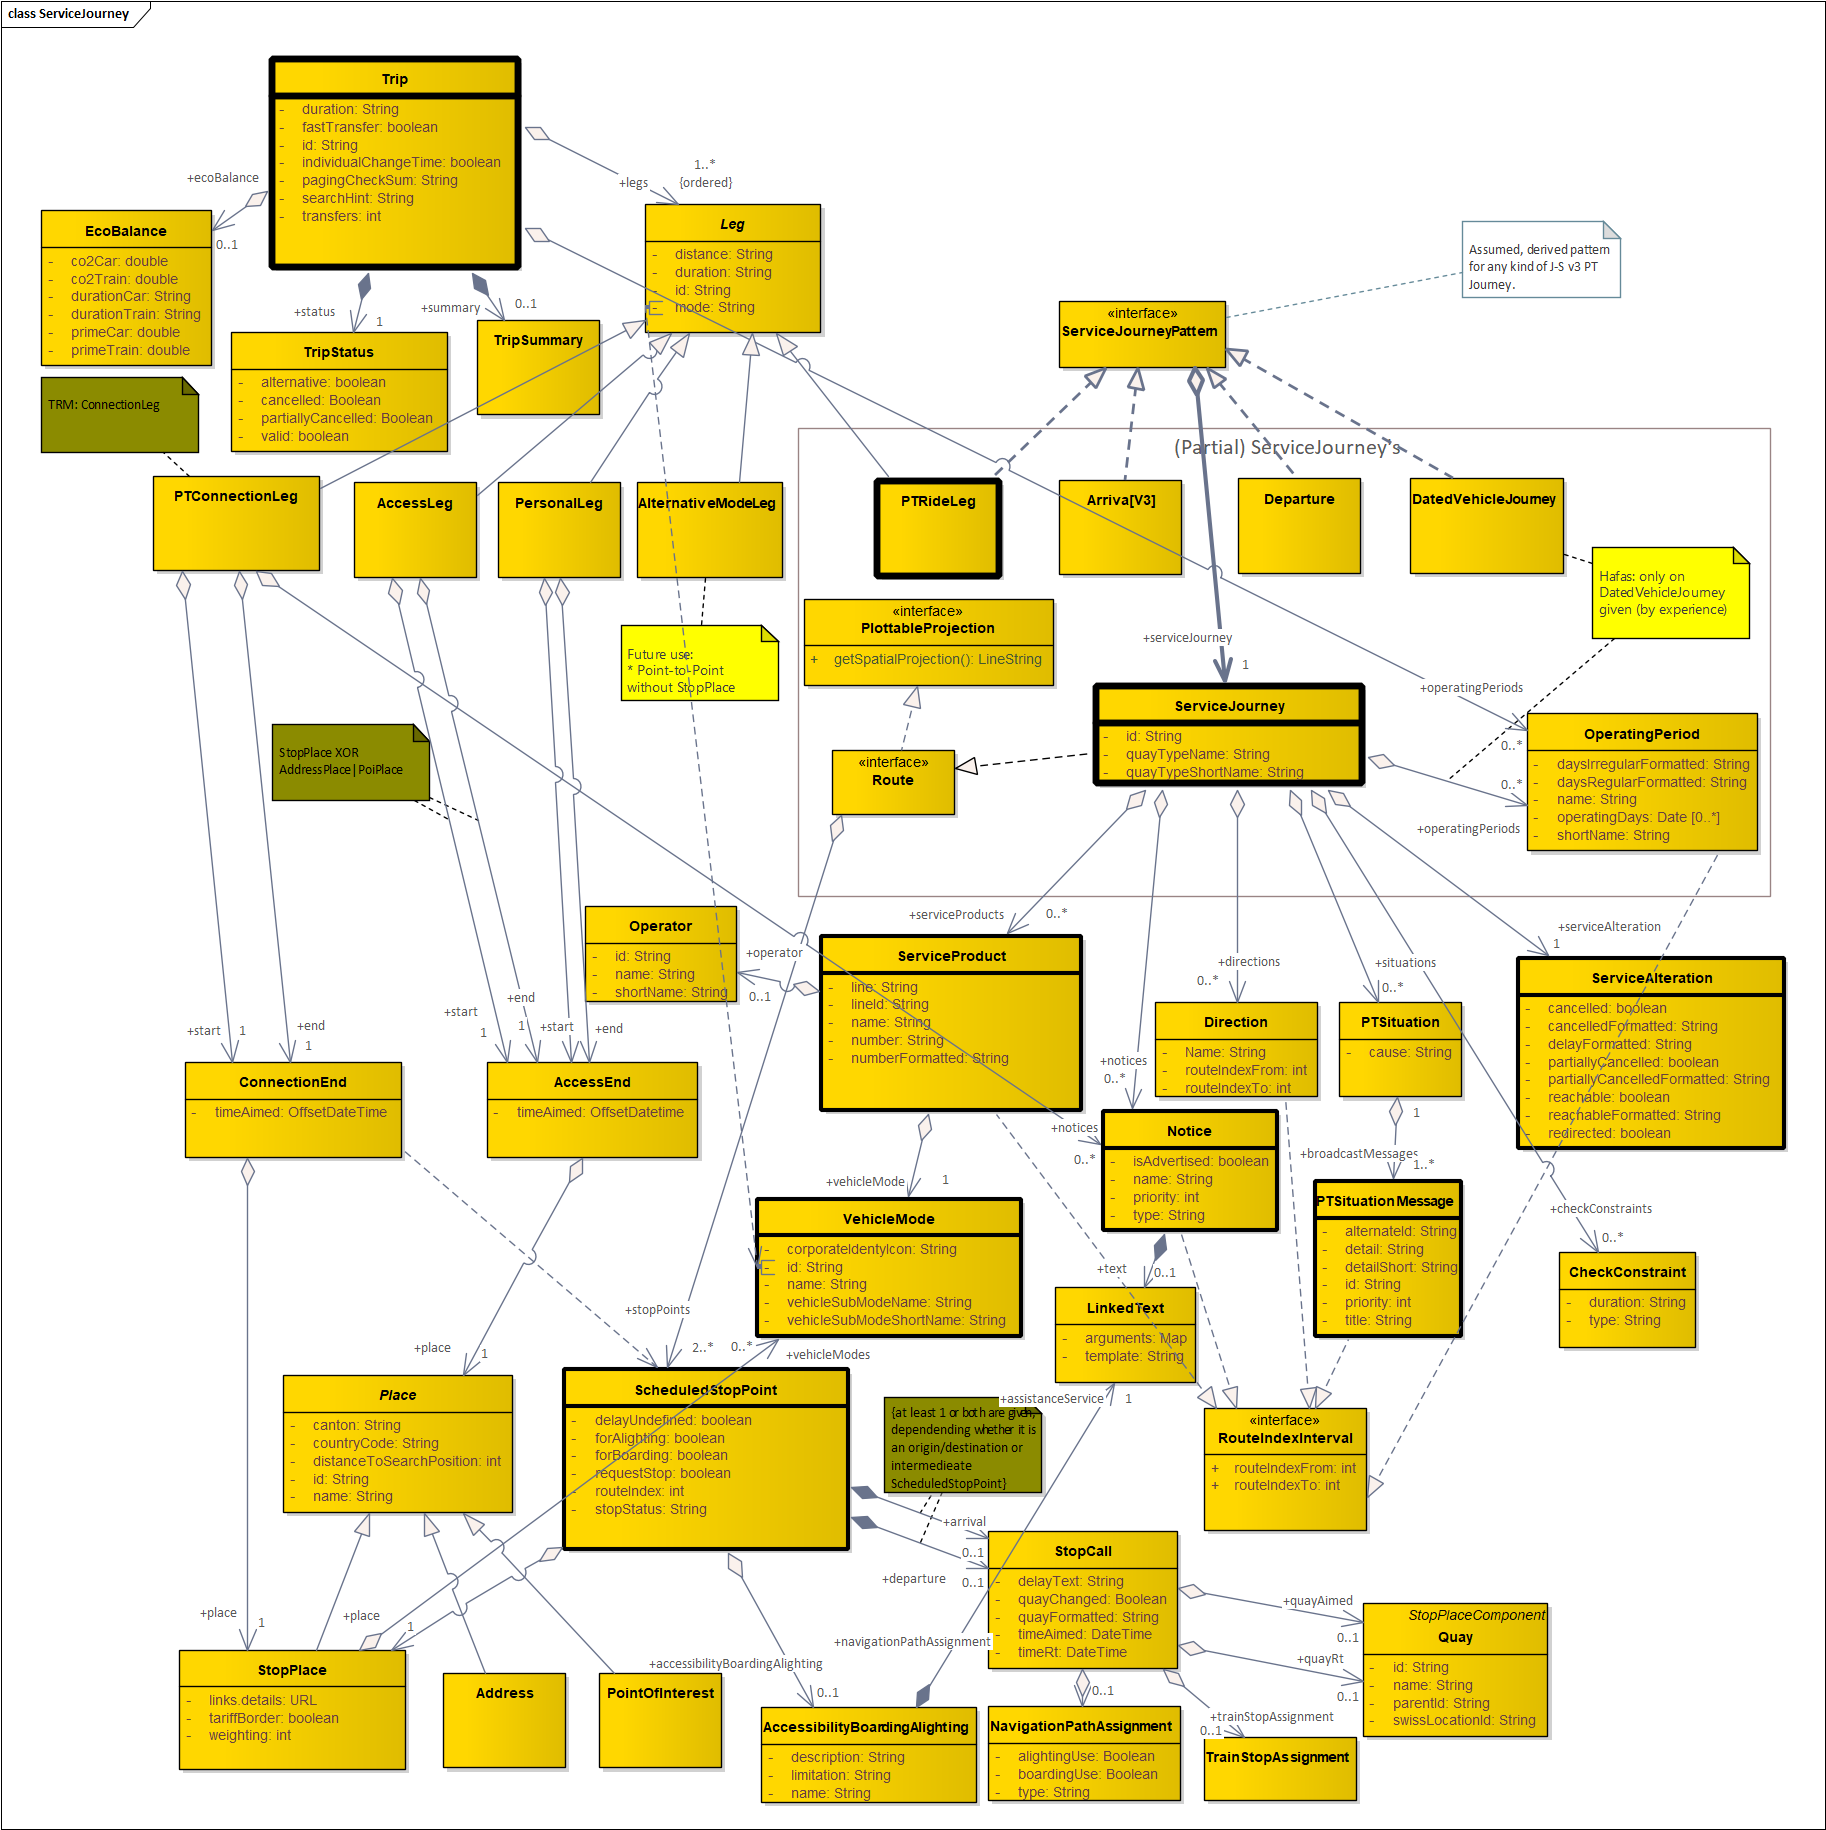 class ServiceJourney
Trip
- duration: String
- fastTransfer: boolean
- id: String
- individualChangeTime: boolean
- pagingCheckSum: String
- searchHint: String
- transfers: int
+ecoBalance
0..1
+legs
1..*
{ordered}
EcoBalance
- co2Car: double
- co2Train: double
- durationCar: String
- durationTrain: String
- primeCar: double
- primeTrain: double
Leg
- distance: String
- duration: String
- id: String
- mode: String
Assumed, derived pattern
for any kind of J-S v3 PT
Journey.
«interface»
ServiceJourneyPattern
+status
1
+summary
0..1
TripStatus
- alternative: boolean
- cancelled: Boolean
- partiallyCancelled: Boolean
- valid: boolean
TripSummary
TRM: ConnectionLeg
(Partial) ServiceJourney's
PTConnectionLeg
AccessLeg
PersonalLeg
AlternativeModeLeg
PTRideLeg
Arriva[V3]
Departure
DatedVehicleJourney
Hafas: only on
DatedVehicleJourney
given (by experience)
«interface»
PlottableProjection
+ getSpatialProjection(): LineString
Future use:
* Point-to-Point
without StopPlace
+serviceJourney
1
+operatingPeriods
0..*
ServiceJourney
- id: String
- quayTypeName: String
- quayTypeShortName: String
OperatingPeriod
- daysIrregularFormatted: String
- daysRegularFormatted: String
- name: String
- operatingDays: Date [0..*]
- shortName: String
0..*
+operatingPeriods
StopPlace XOR
AddressPlace|PoiPlace
«interface»
Route
Operator
- id: String
- name: String
- shortName: String
+operator
0..1
+serviceProducts
0..*
ServiceProduct
- line: String
- lineId: String
- name: String
- number: String
- numberFormatted: String
+directions
0..*
+situations
0..*
+serviceAlteration
1
ServiceAlteration
- cancelled: boolean
- cancelledFormatted: String
- delayFormatted: String
- partiallyCancelled: boolean
- partiallyCancelledFormatted: String
- reachable: boolean
- reachableFormatted: String
- redirected: boolean
Direction
- Name: String
- routeIndexFrom: int
- routeIndexTo: int
PTSituation
- cause: String
+start
1
+end
1
+start
1
+end
1
+start
+end
ConnectionEnd
- timeAimed: OffsetDateTime
AccessEnd
- timeAimed: OffsetDatetime
+notices
0..*
+notices
0..*
Notice
- isAdvertised: boolean
- name: String
- priority: int
- type: String
1
+broadcastMessages
1..*
PTSituationMessage
- alternateId: String
- detail: String
- detailShort: String
- id: String
- priority: int
- title: String
+vehicleMode
1
VehicleMode
- corporateIdentyIcon: String
- id: String
- name: String
- vehicleSubModeName: String
- vehicleSubModeShortName: String
+checkConstraints
0..*
CheckConstraint
- duration: String
- type: String
+text
0..1
LinkedText
- arguments: Map
- template: String
+stopPoints
2..*
0..*
+vehicleModes
+place
1
Place
- canton: String
- countryCode: String
- distanceToSearchPosition: int
- id: String
- name: String
ScheduledStopPoint
- delayUndefined: boolean
- forAlighting: boolean
- forBoarding: boolean
- requestStop: boolean
- routeIndex: int
- stopStatus: String
+assistanceService
1
{at least 1 or both are given,
dependending whether it is
an origin/destination or
intermedieate
ScheduledStopPoint}
«interface»
RouteIndexInterval
+ routeIndexFrom: int
+ routeIndexTo: int
+arrival
0..1
+departure
0..1
StopCall
- delayText: String
- quayChanged: Boolean
- quayFormatted: String
- timeAimed: DateTime
- timeRt: DateTime
+quayAimed
0..1
+quayRt
0..1
StopPlaceComponent
Quay
- id: String
- name: String
- parentId: String
- swissLocationId: String
+place
1
+place
1
StopPlace
- links.details: URL
- tariffBorder: boolean
- weighting: int
Address
PointOfInterest
+accessibilityBoardingAlighting
0..1
AccessibilityBoardingAlighting
- description: String
- limitation: String
- name: String
+navigationPathAssignment
0..1
NavigationPathAssignment
- alightingUse: Boolean
- boardingUse: Boolean
- type: String
+trainStopAssignment
0..1
TrainStopAssignment